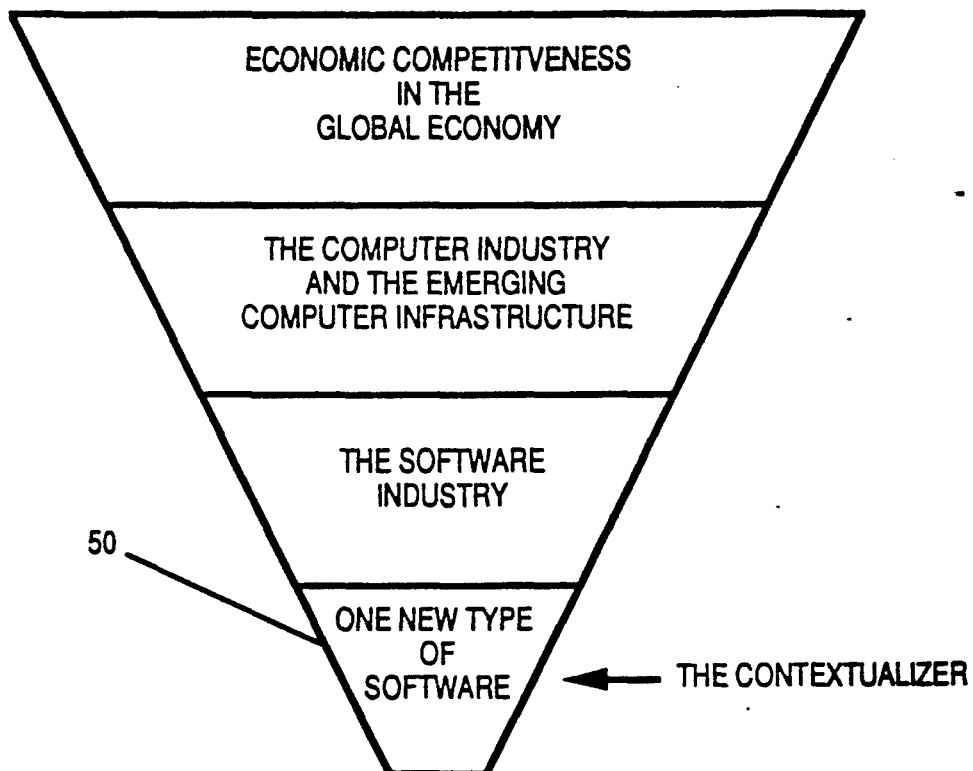 ECONOMIC COMPETITVENESS
IN THE
GLOBAL ECONOMY
THE COMPUTER INDUSTRY
AND THE EMERGING
COMPUTER INFRASTRUCTURE
THE SOFTWARE
INDUSTRY
50
ONE NEW TYPE
OF
SOFTWARE
THE CONTEXTUALIZER